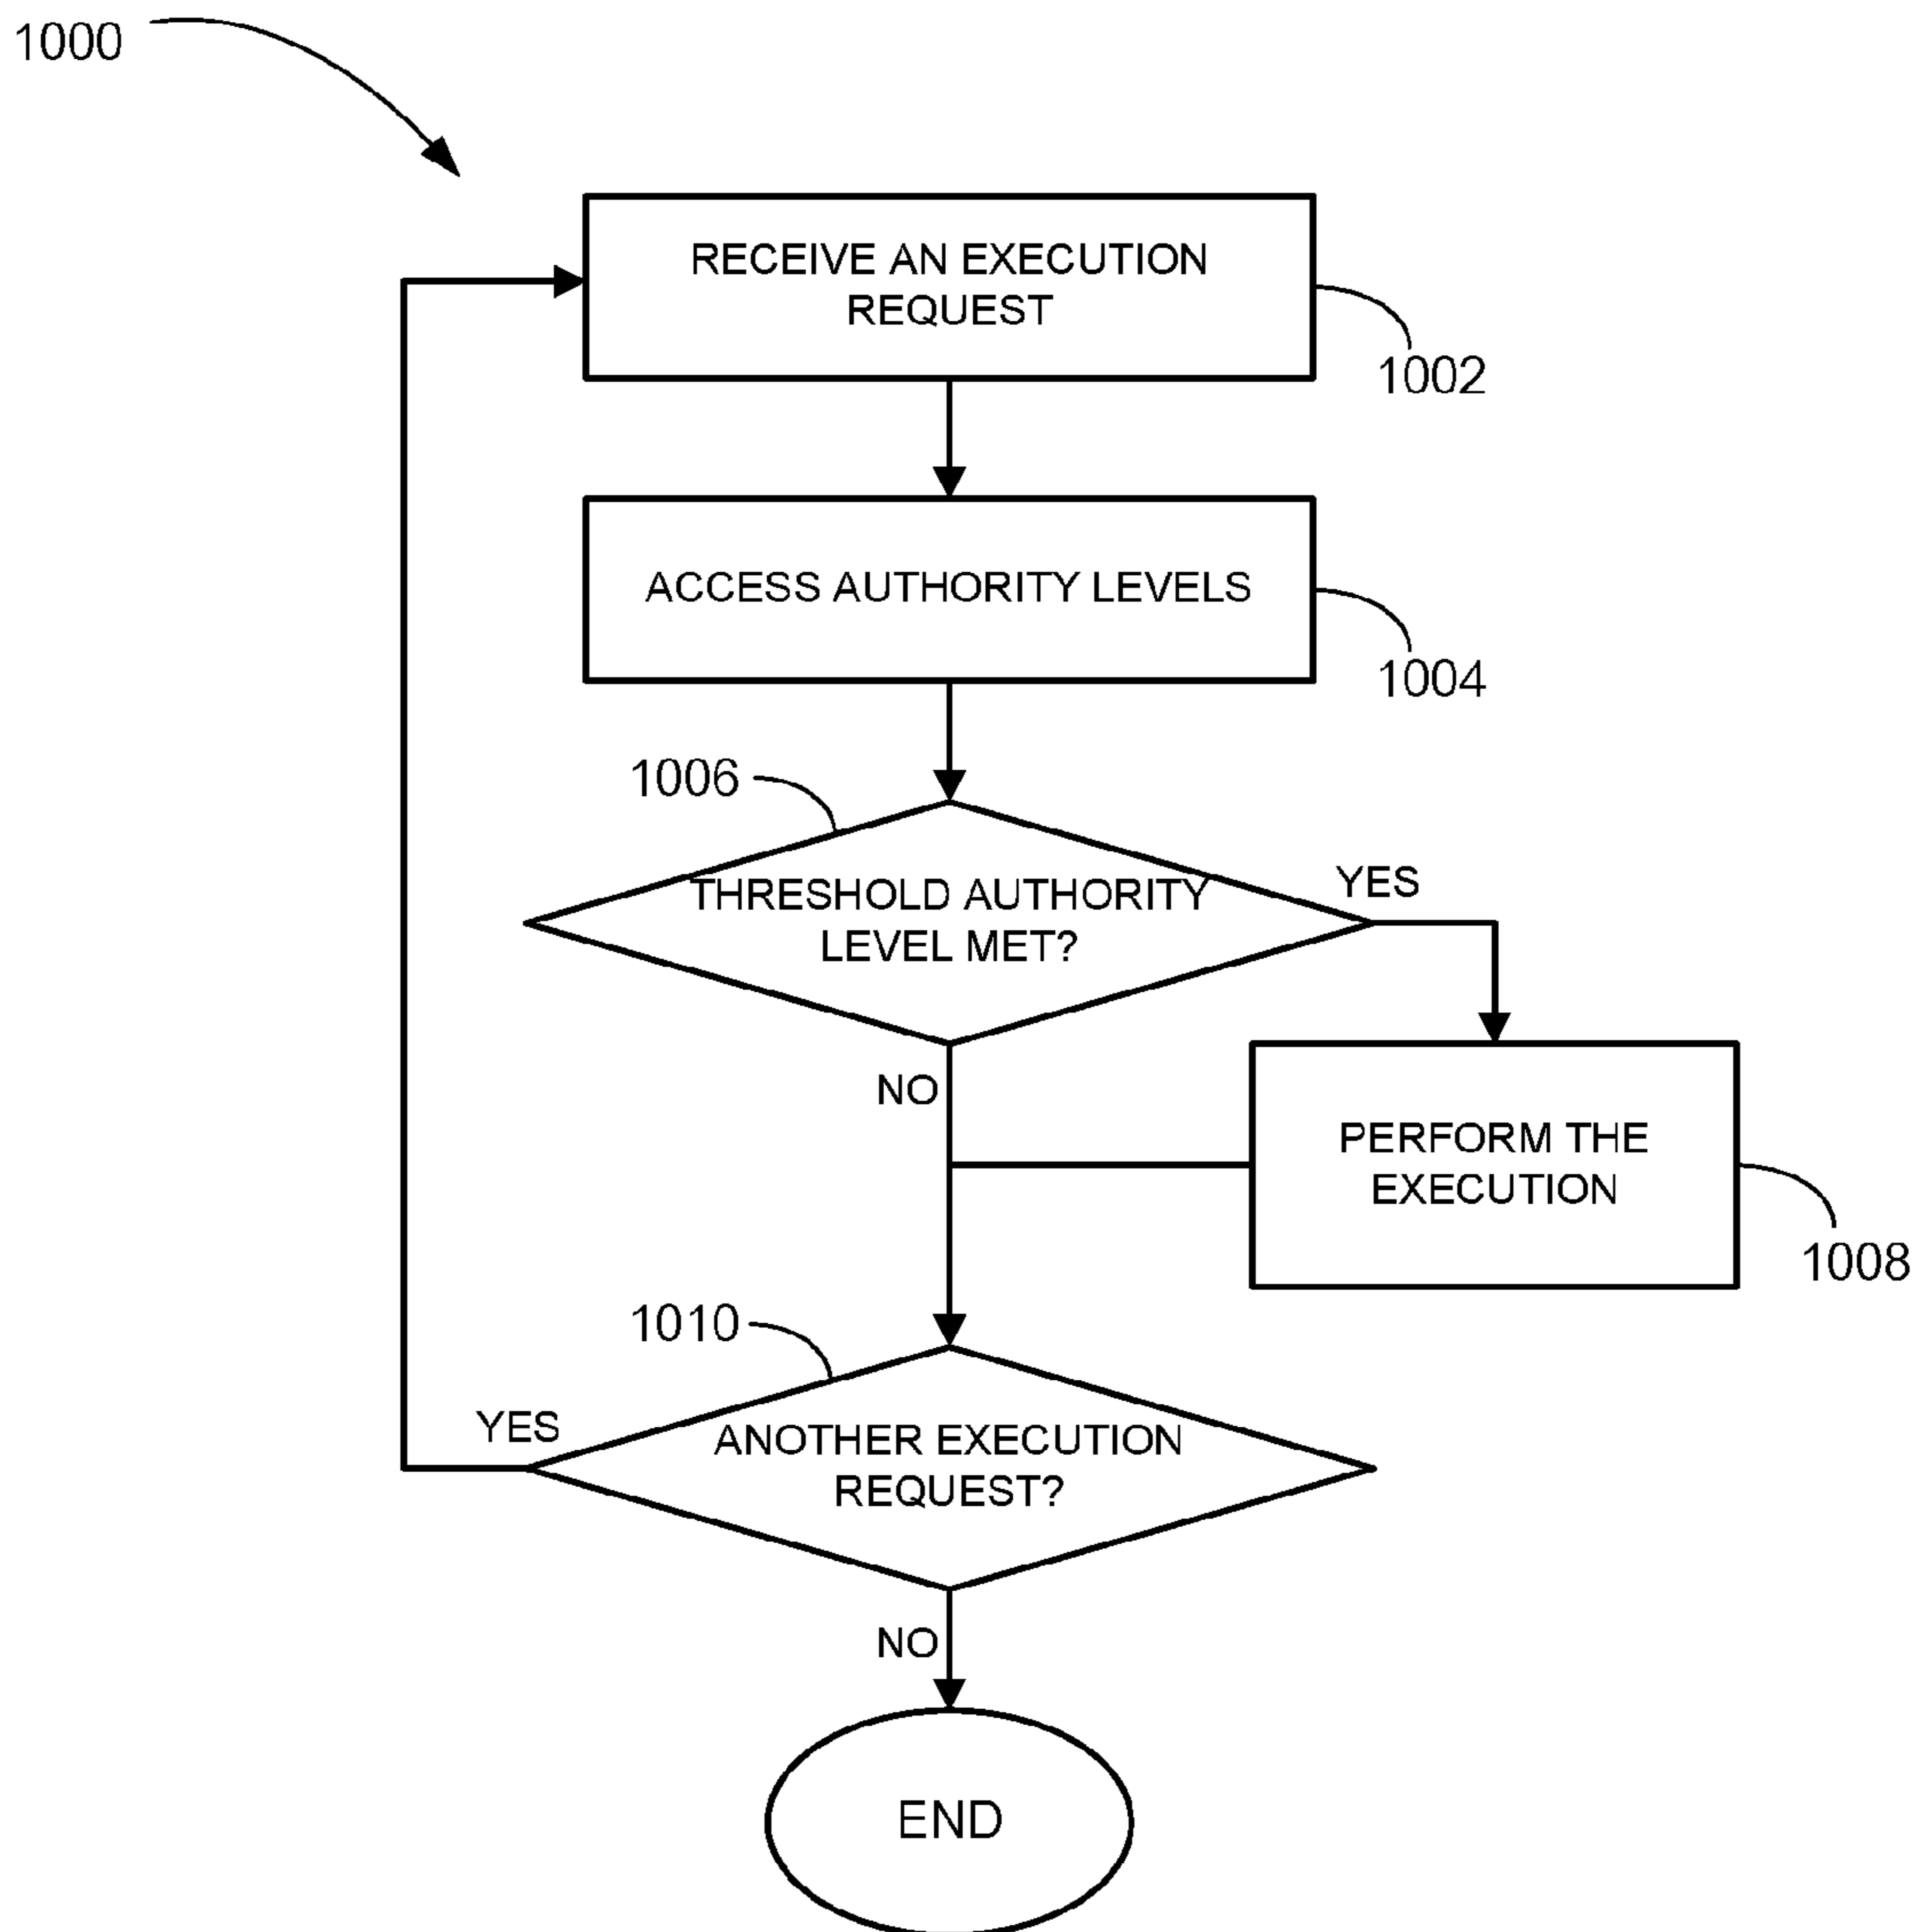 1000
RECEIVE AN EXECUTION
REQUEST
1002
ACCESS AUTHORITY LEVELS
1004
1006
THRESHOLD AUTHORITY
LEVEL MET?
YES
NO
PERFORM THE
EXECUTION
1008
1010
YES
ANOTHER EXECUTION
REQUEST?
NO
END